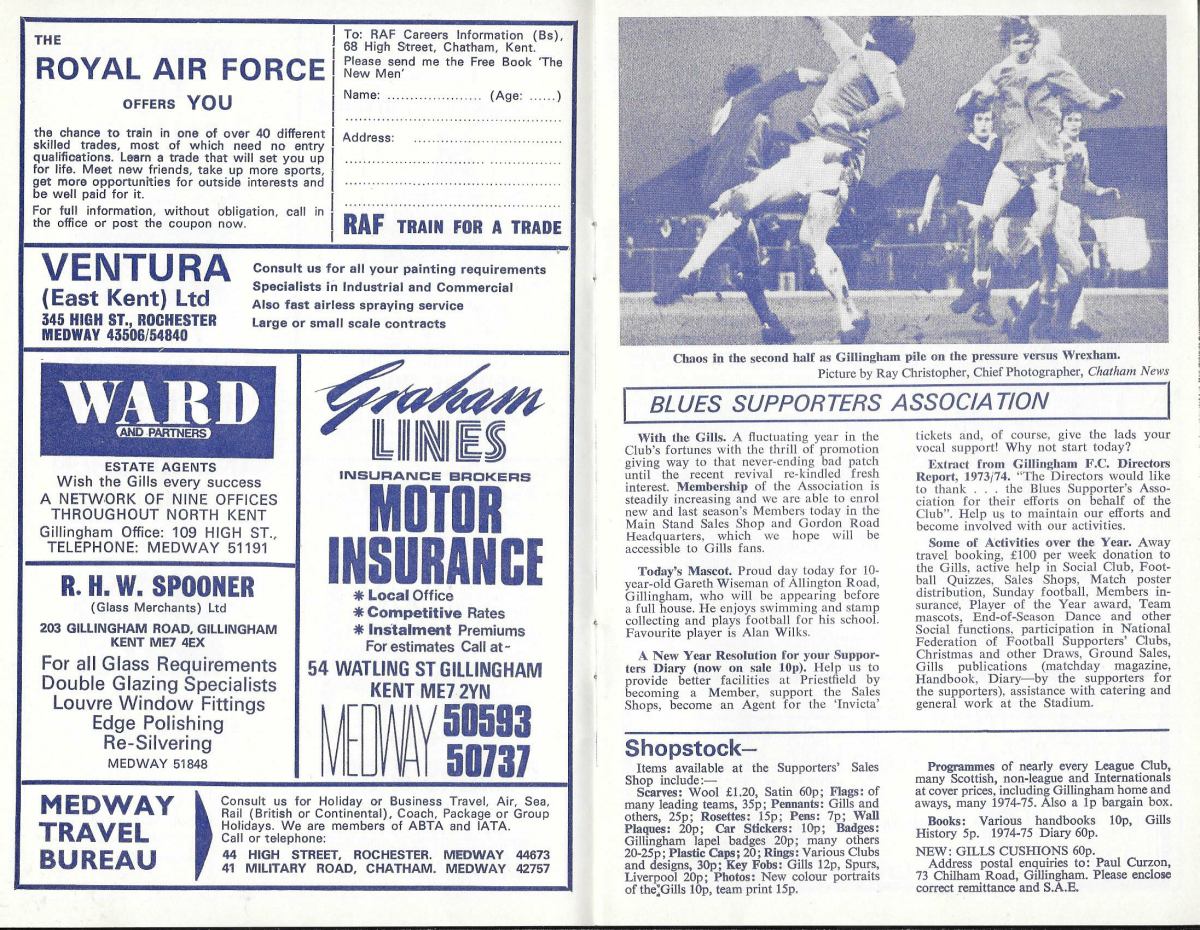 THE
ROYAL AIR FORCE
OFFERS YOU
the chance to train in one of over 40 different
skilled trades, most of which need no entry
qualifications. Learn a trade that will set you up
for life. Meet new friends, take up more sports,
get more opportunities for outside interests and
be well paid for it.
For full information, without obligation, call in
the office or post the coupon now.
To: RAF Careers Information (Bs),
68 High Street, Chatham, Kent.
Please send me the Free Book 'The
New Men'
Name: ..................... (Age: ......)
Address:
RAF TRAIN FOR A TRADE
VENTURA
(East Kent) Ltd
345 HIGH ST., ROCHESTER
MEDWAY 43506/54840
Consult us for all your painting requirements
Specialists in Industrial and Commercial
Also fast airless spraying service
Large or small scale contracts
WARD
AND PARTNERS
ESTATE AGENTS
Wish the Gills every success
A NETWORK OF NINE OFFICES
THROUGHOUT NORTH KENT
Gillingham Office: 109 HIGH ST.,
TELEPHONE: MEDWAY 51191
R. H. W. SPOONER
(Glass Merchants) Ltd
203 GILLINGHAM ROAD, GILLINGHAM
KENT ME7 4EX
For all Glass Requirements
Double Glazing Specialists
Louvre Window Fittings
Edge Polishing
Re-Silvering
MEDWAY 51848
Graham
LINES
INSURANCE BROKERS
MOTOR
INSURANCE
* Local Office
* Competitive Rates
* Instalment Premiums
For estimates Call at-
54 WATLING ST GILLINGHAM
KENT ME7 2YN
MEDWAY 50593
50737
MEDWAY
TRAVEL
BUREAU
Consult us for Holiday or Business Travel, Air, Sea,
Rail (British or Continental), Coach, Package or Group
Holidays. We are members of ABTA and IATA.
Call or telephone:
44 HIGH STREET, ROCHESTER. MEDWAY 44673
41 MILITARY ROAD, CHATHAM. MEDWAY 42757
Chaos in the second half as Gillingham pile on the pressure versus Wrexham.
Picture by Ray Christopher, Chief Photographer, Chatham News
BLUES SUPPORTERS ASSOCIATION
With the Gills. A fluctuating year in the
Club's fortunes with the thrill of promotion
giving way to that never-ending bad patch
until the recent revival re-kindled fresh
interest. Membership of the Association is
steadily increasing and we are able to enrol
new and last season's Members today in the
Main Stand Sales Shop and Gordon Road
Headquarters, which we hope will be
accessible to Gills fans.
Today's Mascot. Proud day today for 10-
year-old Gareth Wiseman of Allington Road,
Gillingham, who will be appearing before
a full house. He enjoys swimming and stamp
collecting and plays football for his school.
Favourite player is Alan Wilks.
A New Year Resolution for your Suppor-
ters Diary (now on sale 10p). Help us to
provide better facilities at Priestfield by
becoming a Member, support the Sales
Shops, become an Agent for the 'Invicta'
tickets and, of course, give the lads your
vocal support! Why not start today?
Extract from Gillingham F.C. Directors
Report, 1973/74. "The Directors would like
to thank . . . the Blues Supporter's Asso-
ciation for their efforts on behalf of the
Club". Help us to maintain our efforts and
become involved with our activities.
Some of Activities over the Year. Away
travel booking, £100 per week donation to
the Gills, active help in Social Club, Foot-
ball Quizzes, Sales Shops, Match poster
distribution, Sunday football, Members in-
surance, Player of the Year award, Team
mascots, End-of-Season Dance and other
Social functions, participation in National
Federation of Football Supporters' Clubs,
Christmas and other Draws, Ground Sales,
Gills publications (matchday magazine,
Handbook, Diary—by the supporters for
the supporters), assistance with catering and
general work at the Stadium.
Shopstock—
Items available at the Supporters' Sales
Shop include:—
Scarves: Wool £1.20, Satin 60p; Flags: of
many leading teams, 35p; Pennants: Gills and
others, 25p; Rosettes: 15p; Pens: 7p; Wall
Plaques: 20p; Car Stickers: 10p; Badges:
Gillingham lapel badges 20p; many others
20-25p; Plastic Caps; 20; Rings: Various Clubs
and designs, 30p; Key Fobs: Gills 12p, Spurs,
Liverpool 20p; Photos: New colour portraits
of the Gills 10p, team print 15p.
Programmes of nearly every League Club,
many Scottish, non-league and Internationals
at cover prices, including Gillingham home and
aways, many 1974-75. Also a 1p bargain box.
Books: Various handbooks 10p, Gills
History 5p. 1974-75 Diary 60p.
NEW: GILLS CUSHIONS 60p.
Address postal enquiries to: Paul Curzon,
73 Chilham Road, Gillingham. Please enclose
correct remittance and S.A.E.